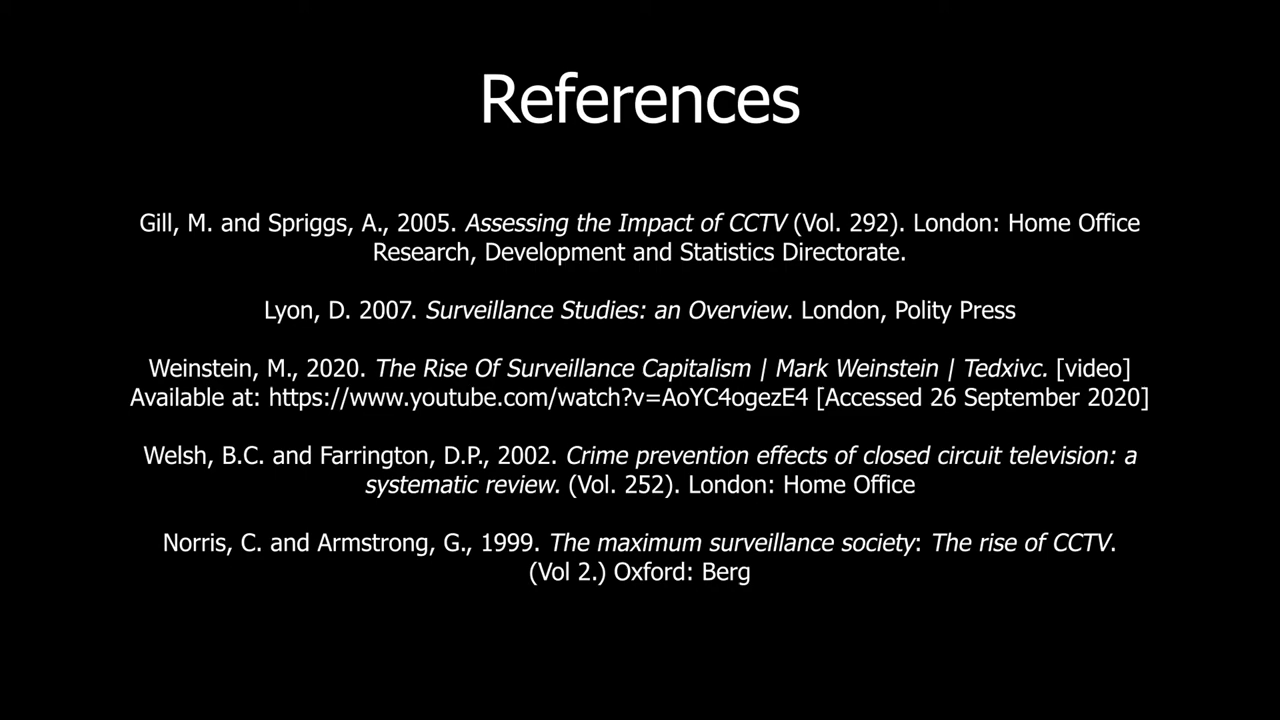 References
Gill, M. and Spriggs, A., 2005. Assessing the Impact of CCTV (Vol. 292). London: Home Office
Research, Development and Statistics Directorate.
Lyon, D. 2007. Surveillance Studies: an Overview. London, Polity Press
Weinstein, M., 2020. The Rise Of Surveillance Capitalism | Mark Weinstein | Tedxivc. [video]
Available at: https://www.youtube.com/watch?v=AoYC4ogezE4 [Accessed 26 September 2020]
Welsh, B.C. and Farrington, D.P., 2002. Crime prevention effects of closed circuit television: a
systematic review. (Vol. 252). London: Home Office
Norris, C. and Armstrong, G., 1999. The maximum surveillance society: The rise of CCTV.
(Vol 2.) Oxford: Berg